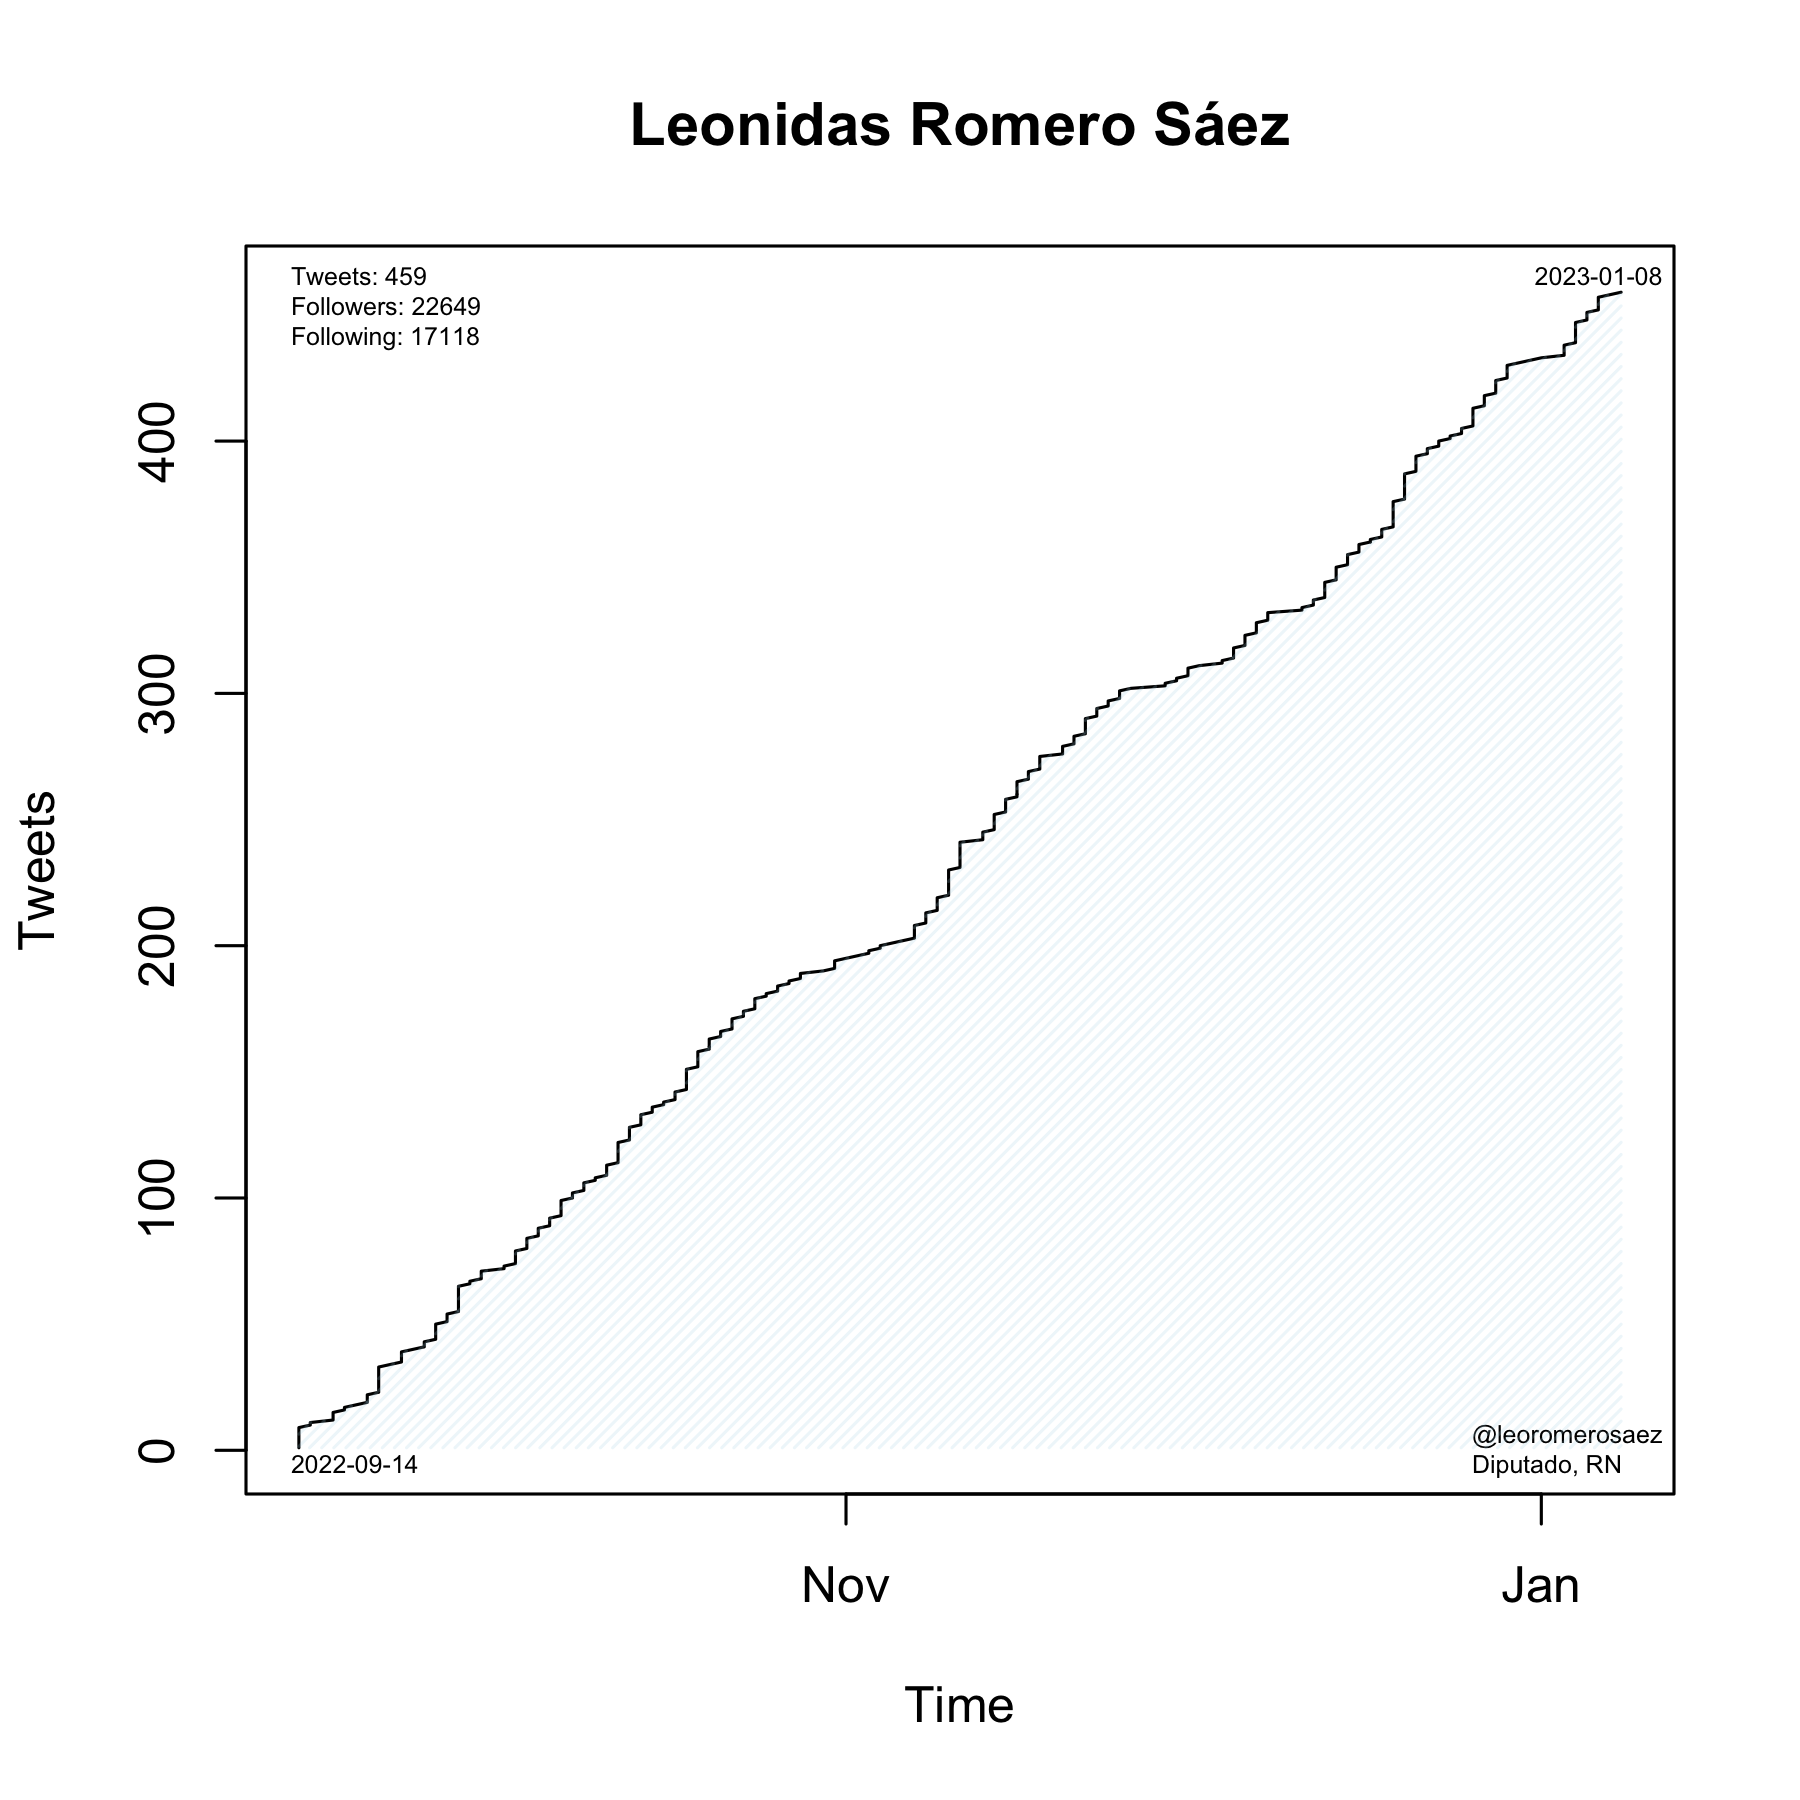 Leonidas Romero Sáez
Tweets: 459
Followers: 22649
Following: 17118
2023-01-08
400
300
200
100
0
Tweets
2022-09-14
@leoromerosaez
Diputado, RN
Nov
Jan
Time